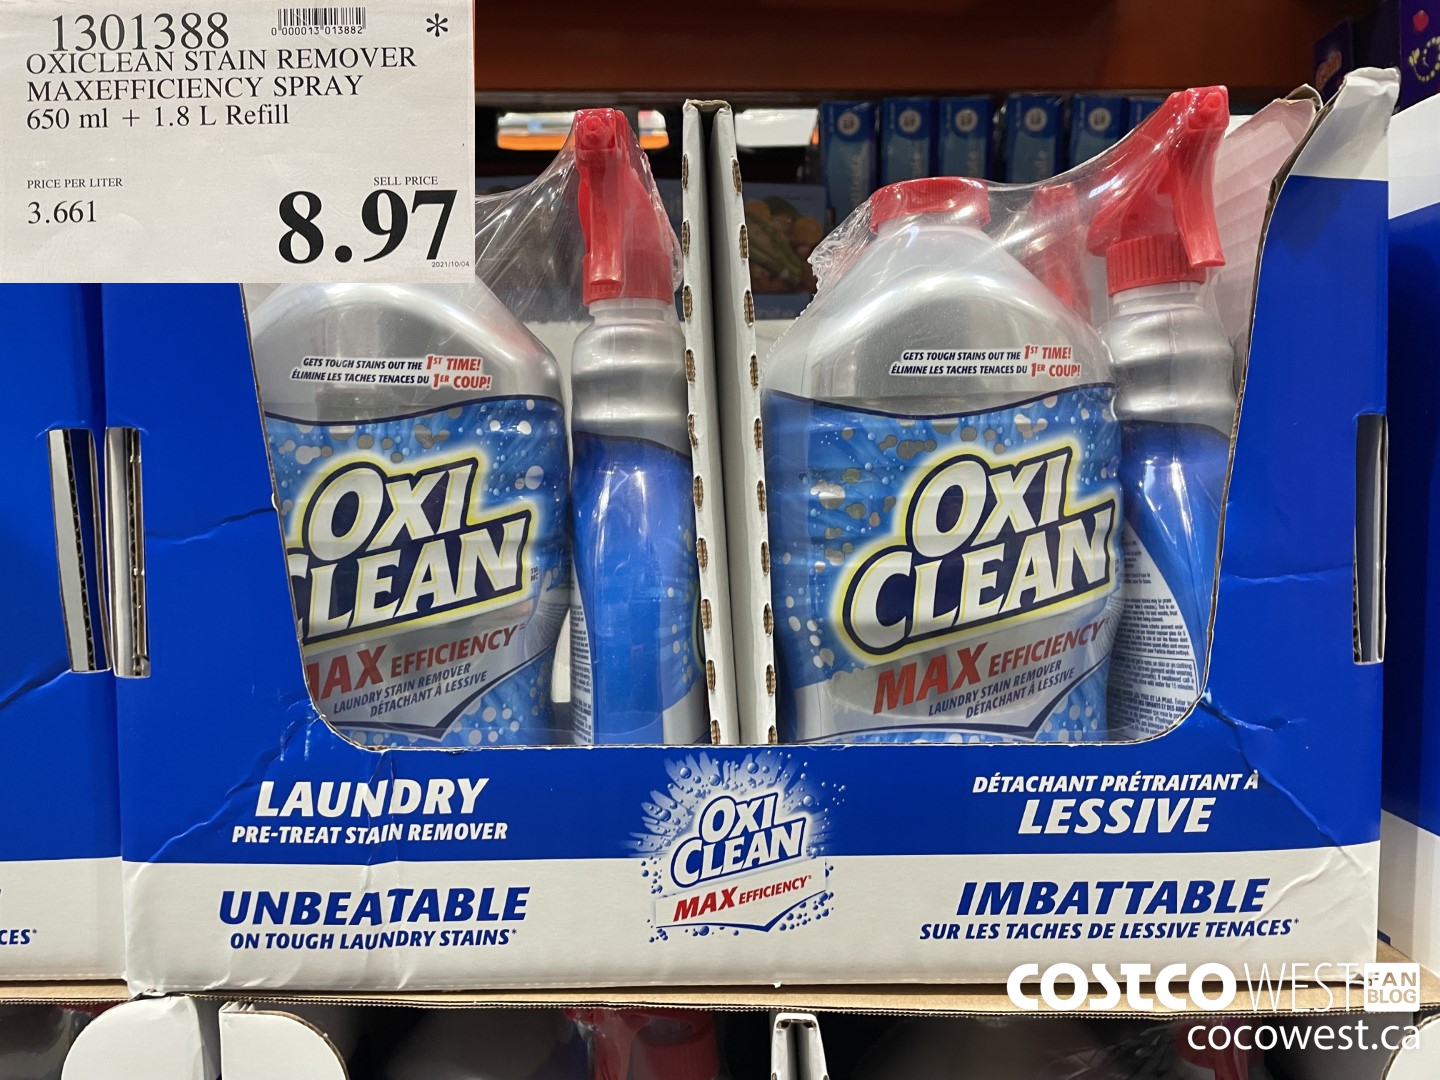 1301388
0 000013 013882
*
OXICLEAN STAIN REMOVER
MAXEFFICIENCY SPRAY
650 ml + 1.8 L Refill
PRICE PER LITER
3.661
SELL PRICE
8.97
2021/10/04
GETS TOUGH STAINS OUT THE 1ST TIME!
ÉLIMINE LES TACHES TENACES DU 1ER COUP!
OXI
CLEAN
MAX EFFICIENCY
LAUNDRY STAIN REMOVER
DÉTACHANT À LESSIVE
GETS TOUGH STAINS OUT THE 1ST TIME!
ÉLIMINE LES TACHES TENACES DU 1ER COUP!
OXI
CLEAN
MAX EFFICIENCY
LAUNDRY STAIN REMOVER
DÉTACHANT À LESSIVE
LAUNDRY
PRE-TREAT STAIN REMOVER
UNBEATABLE
ON TOUGH LAUNDRY STAINS*
OXI
CLEAN
MAX EFFICIENCY
DÉTACHANT PRÉTRAITANT À
LESSIVE
IMBATTABLE
SUR LES TACHES DE LESSIVE TENACES*
CES*
COSTCO WEST FAN BLOG
cocowest.ca